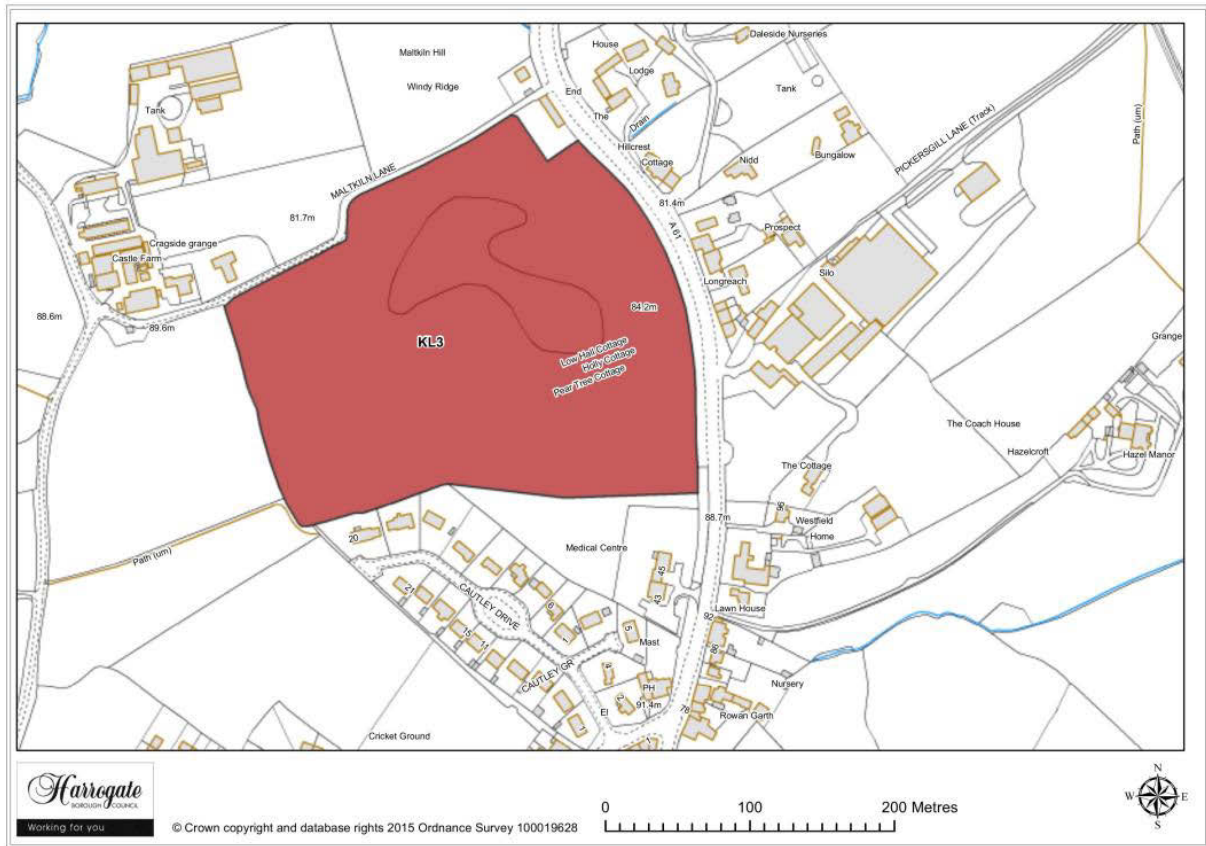 Maltkiln Hill
Windy Ridge
House
Lodge
End
The
Drain
Hillcrest
Cottage
Daleside Nurseries
Tank
Bungalow
Nidd
PICKERSGILL LANE (Track)
Path (um)
Tank
MALTKILN LANE
81.7m
81.4m
A 61
Prospect
Cragside grange
Castle Farm
Silo
Longreach
84.2m
88.6m
89.6m
KL3
Low Hall Cottage
Holly Cottage
Pear Tree Cottage
Grange
The Coach House
Hazelcroft
Hazel Manor
The Cottage
96
88.7m
Westfield
Home
20
Path (um)
Medical Centre
45
43
CAUTLEY DRIVE
21
6
15
11
1
5
Mast
Lawn House
92
86
CAUTLEY GR
4
2
PH
91.4m
El
Nursery
78
Rowan Garth
Cricket Ground
1
1
Harrogate
BOROUGH COUNCIL
Working for you
© Crown copyright and database rights 2015 Ordnance Survey 100019628
0 100 200 Metres
N
W E
S